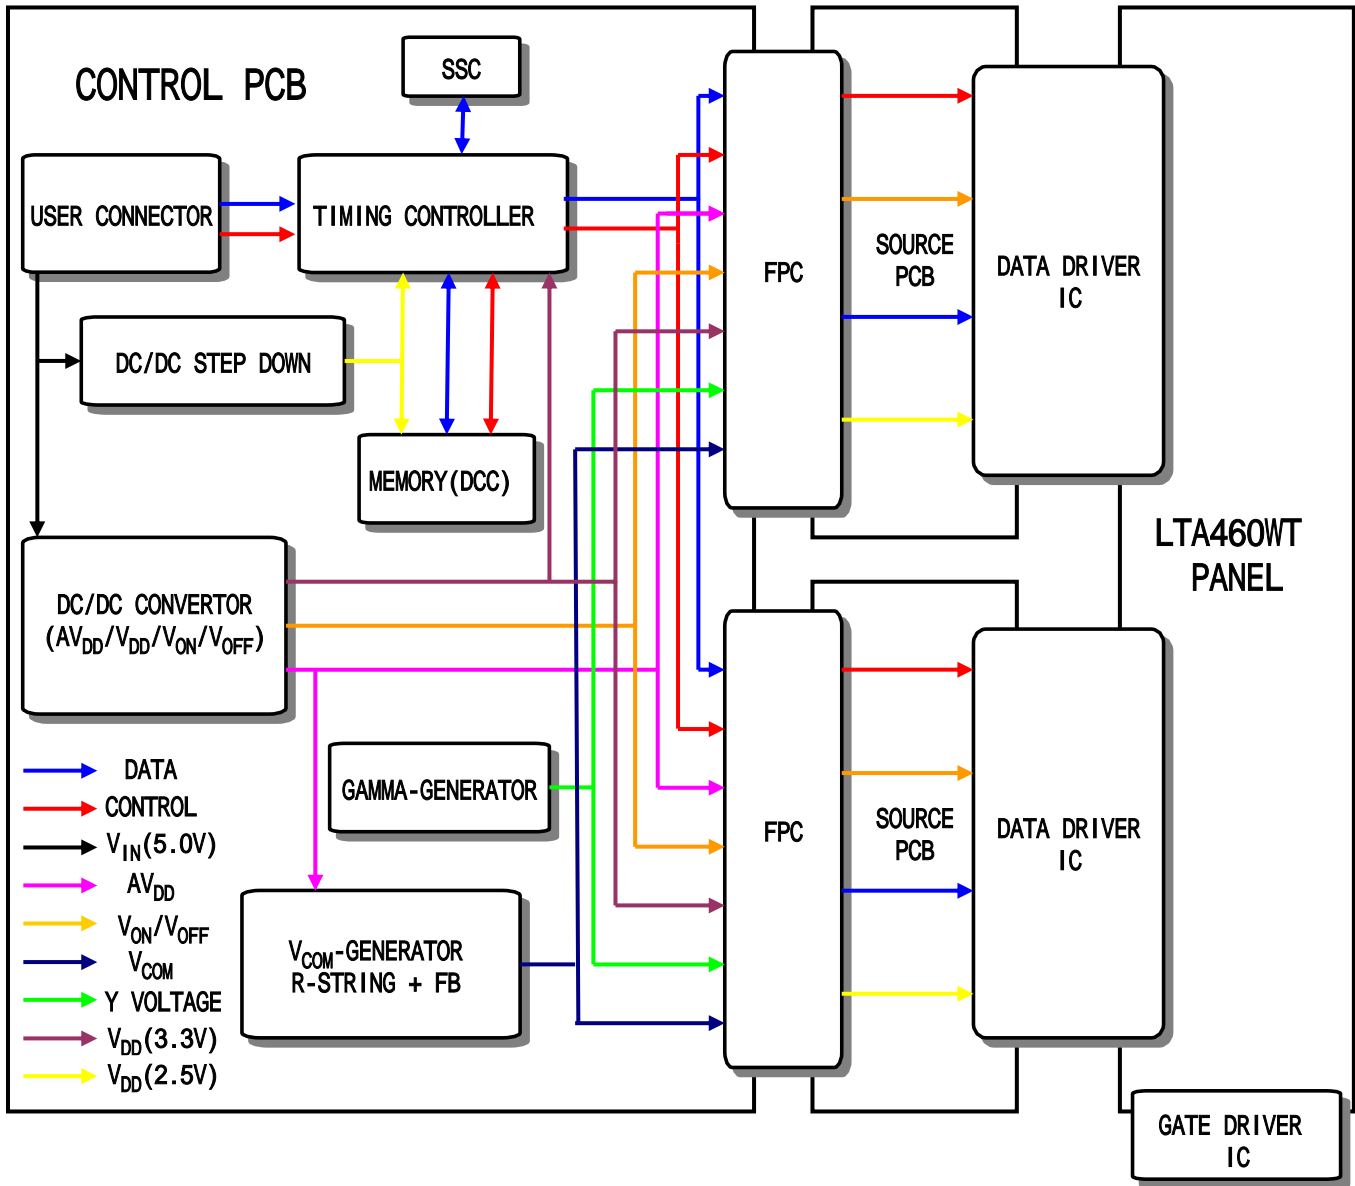 CONTROL PCB
SSC
USER CONNECTOR
TIMING CONTROLLER
DC/DC STEP DOWN
MEMORY(DCC)
DC/DC CONVERTOR
(AVDD/VDD/VON/VOFF)
GAMMA-GENERATOR
VCOM-GENERATOR
R-STRING + FB
DATA
CONTROL
VIN(5.0V)
AVDD
VON/VOFF
VCOM
Y VOLTAGE
VDD(3.3V)
VDD(2.5V)
FPC
SOURCE
PCB
DATA DRIVER
IC
FPC
SOURCE
PCB
DATA DRIVER
IC
LTA460WT
PANEL
GATE DRIVER
IC